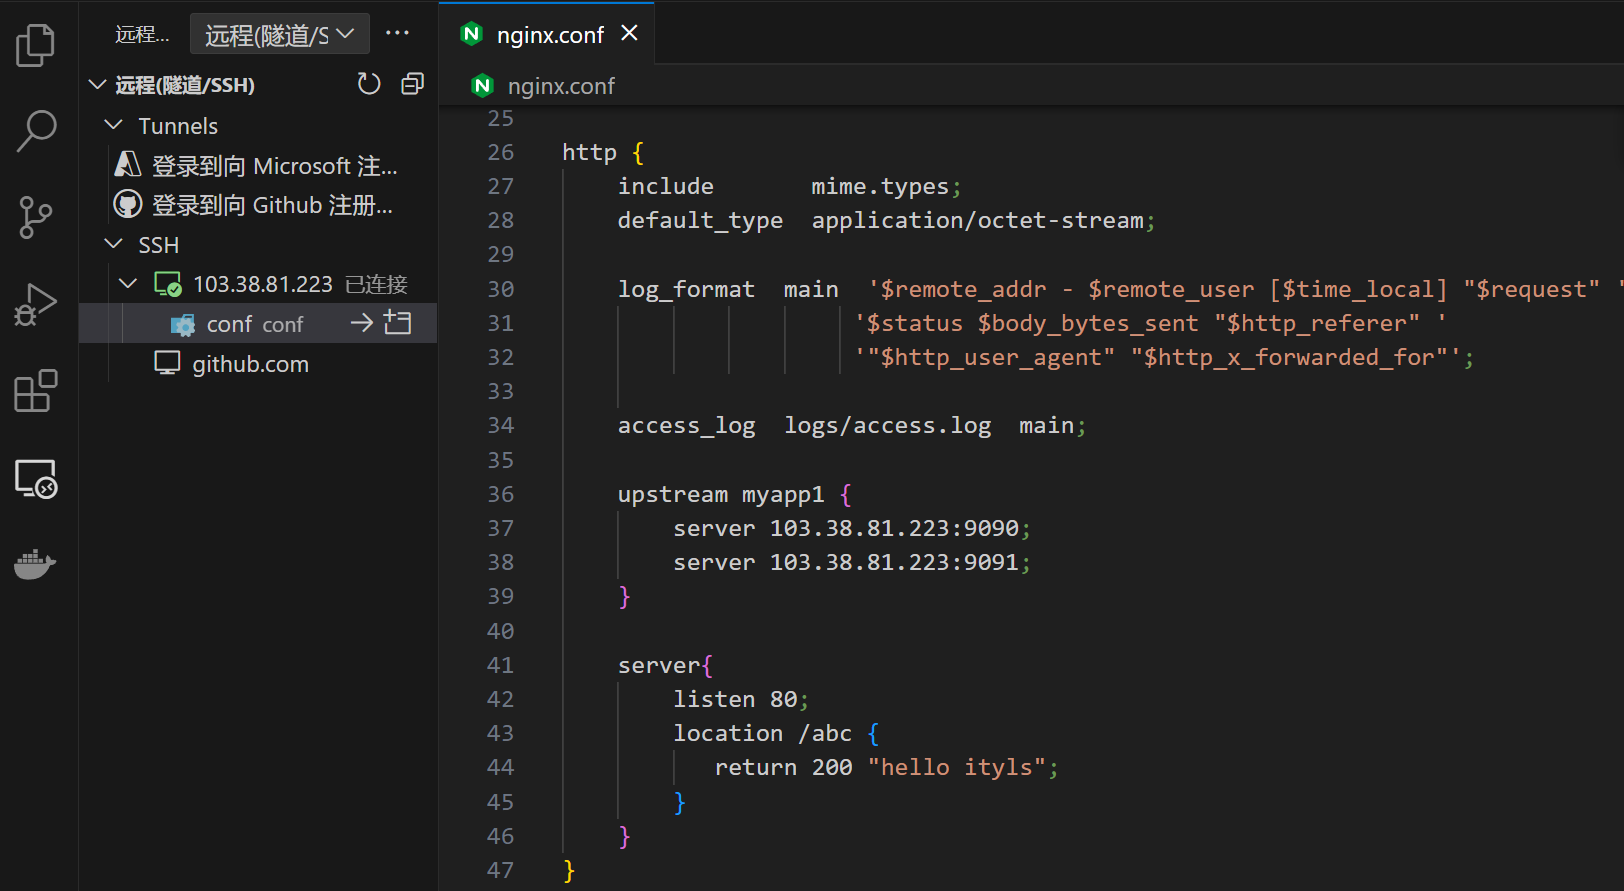 远程...
远程(隧道/S
远程(隧道/SSH)
Tunnels
登录到向 Microsoft 注...
登录到向 Github 注册...
SSH
103.38.81.223 已连接
conf conf
github.com
nginx.conf
nginx.conf
25
26 http {
27 include mime.types;
28 default_type application/octet-stream;
29
30 log_format main '$remote_addr - $remote_user [$time_local] "$request" '
31 '$status $body_bytes_sent "$http_referer" '
32 '"$http_user_agent" "$http_x_forwarded_for"';
33
34 access_log logs/access.log main;
35
36 upstream myapp1 {
37 server 103.38.81.223:9090;
38 server 103.38.81.223:9091;
39 }
40
41 server{
42 listen 80;
43 location /abc {
44 return 200 "hello ityls";
45 }
46 }
47 }